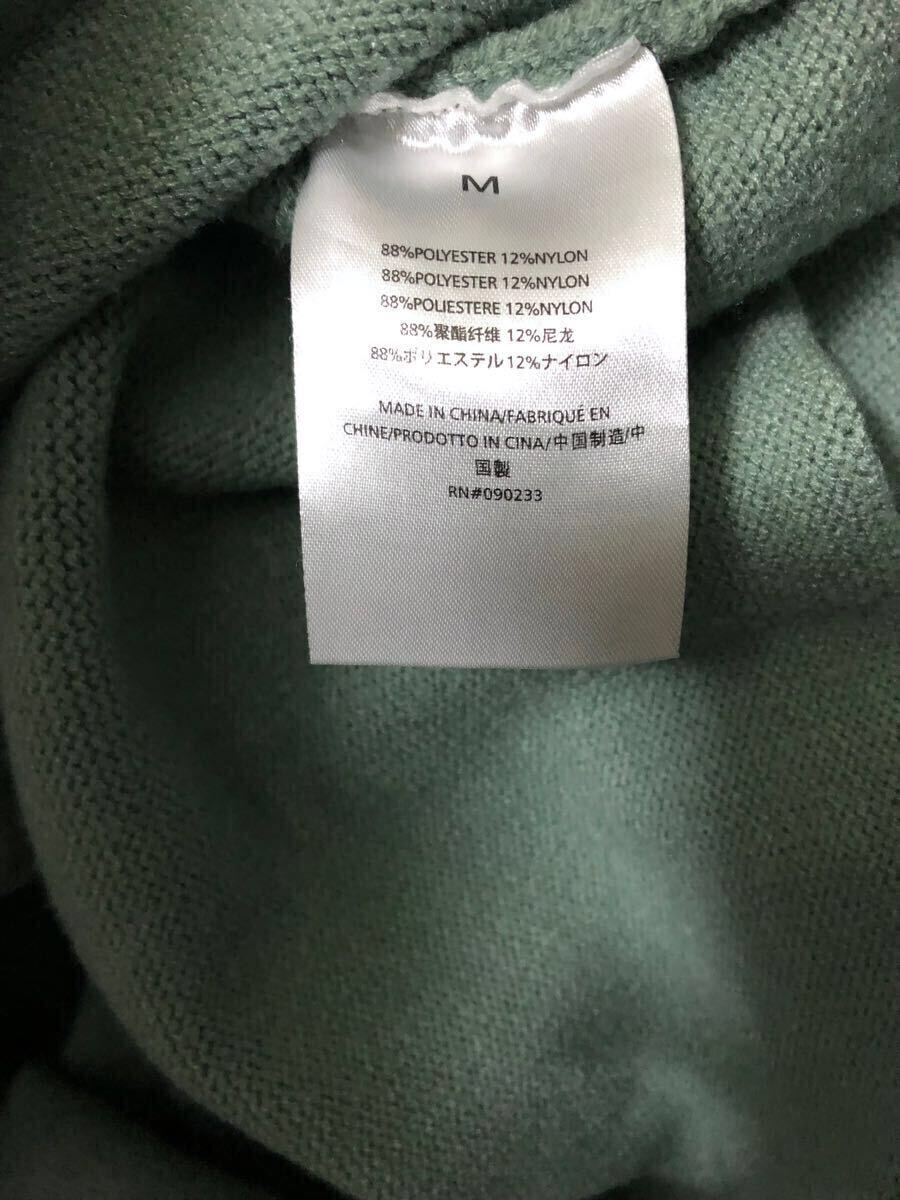 M
88%POLYESTER 12%NYLON
88%POLYESTER 12%NYLON
88%POLIESTERE 12%NYLON
88%聚酯纤维 12%尼龙
88%ポリエステル 12%ナイロン
MADE IN CHINA/FABRIQUÉ EN
CHINE/PRODOTTO IN CINA/中国制造/中
国製
RN#090233